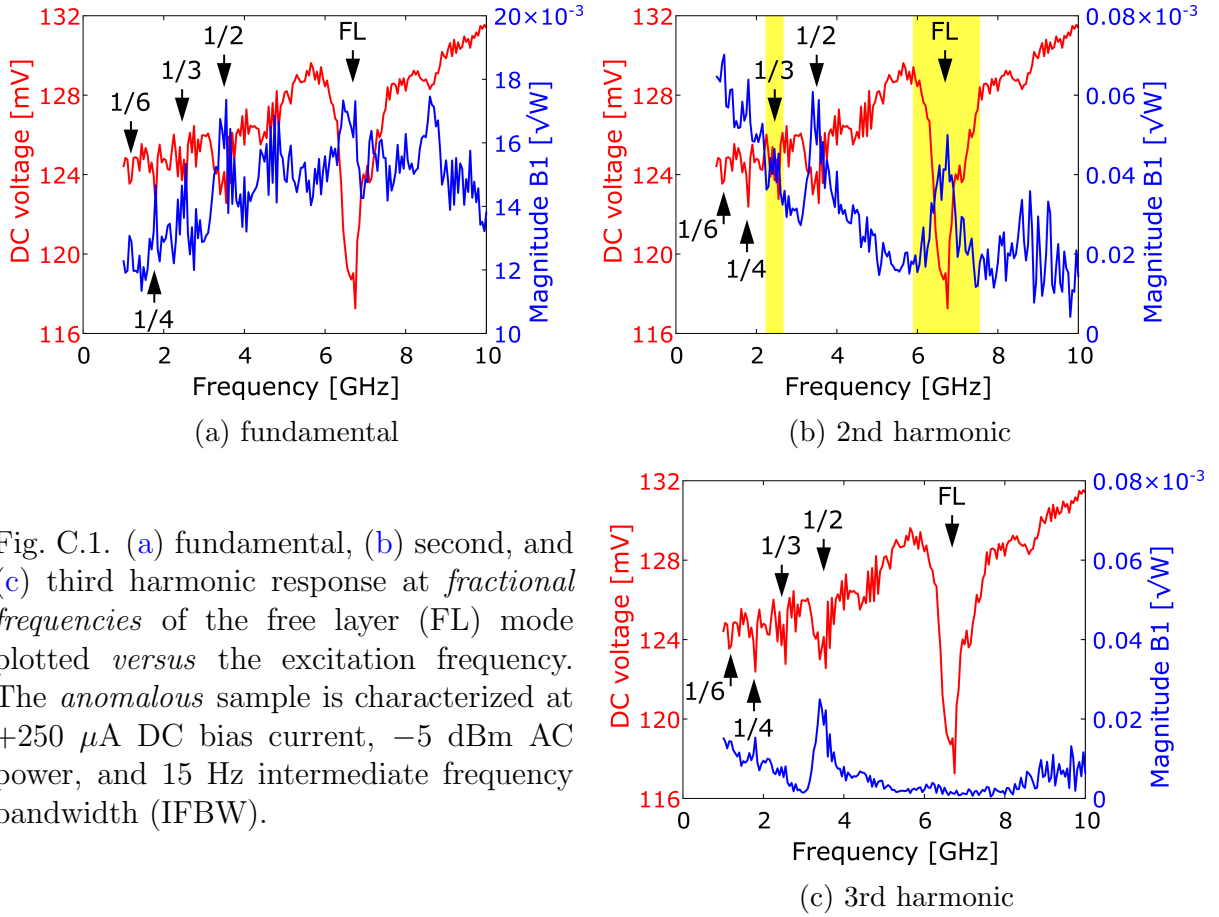 132
128
124
120
116
DC voltage [mV]
20×10⁻³
18
16
14
12
10
Magnitude B1 [√W]
FL
1/2
1/3
1/6
1/4
0 2 4 6 8 10
Frequency [GHz]
(a) fundamental
132
128
124
120
116
DC voltage [mV]
0.08×10⁻³
0.06
0.04
0.02
0
Magnitude B1 [√W]
FL
1/2
1/3
1/6
1/4
0 2 4 6 8 10
Frequency [GHz]
(b) 2nd harmonic
Fig. C.1. (a) fundamental, (b) second, and
(c) third harmonic response at fractional
frequencies of the free layer (FL) mode
plotted versus the excitation frequency.
The anomalous sample is characterized at
+250 μA DC bias current, −5 dBm AC
power, and 15 Hz intermediate frequency
bandwidth (IFBW).
132
128
124
120
116
DC voltage [mV]
0.08×10⁻³
0.06
0.04
0.02
0
Magnitude B1 [√W]
FL
1/2
1/3
1/6
1/4
0 2 4 6 8 10
Frequency [GHz]
(c) 3rd harmonic